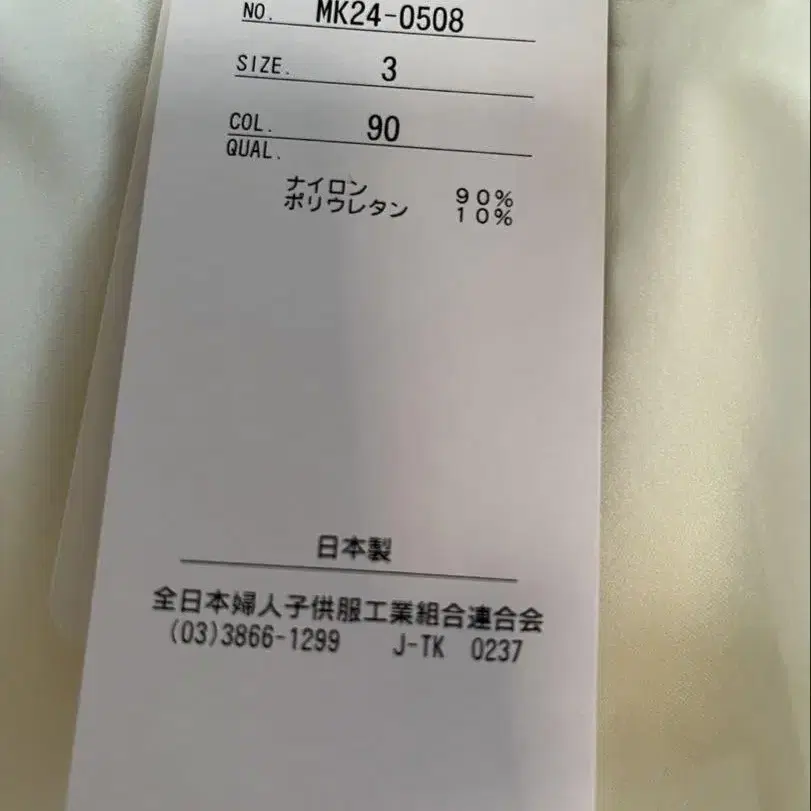 NO. MK24-0508
SIZE. 3
COL. 90
QUAL.
ナイロン 90%
ポリウレタン 10%
日本製
全日本婦人子供服工業組合連合会
(03)3866-1299 J-TK 0237